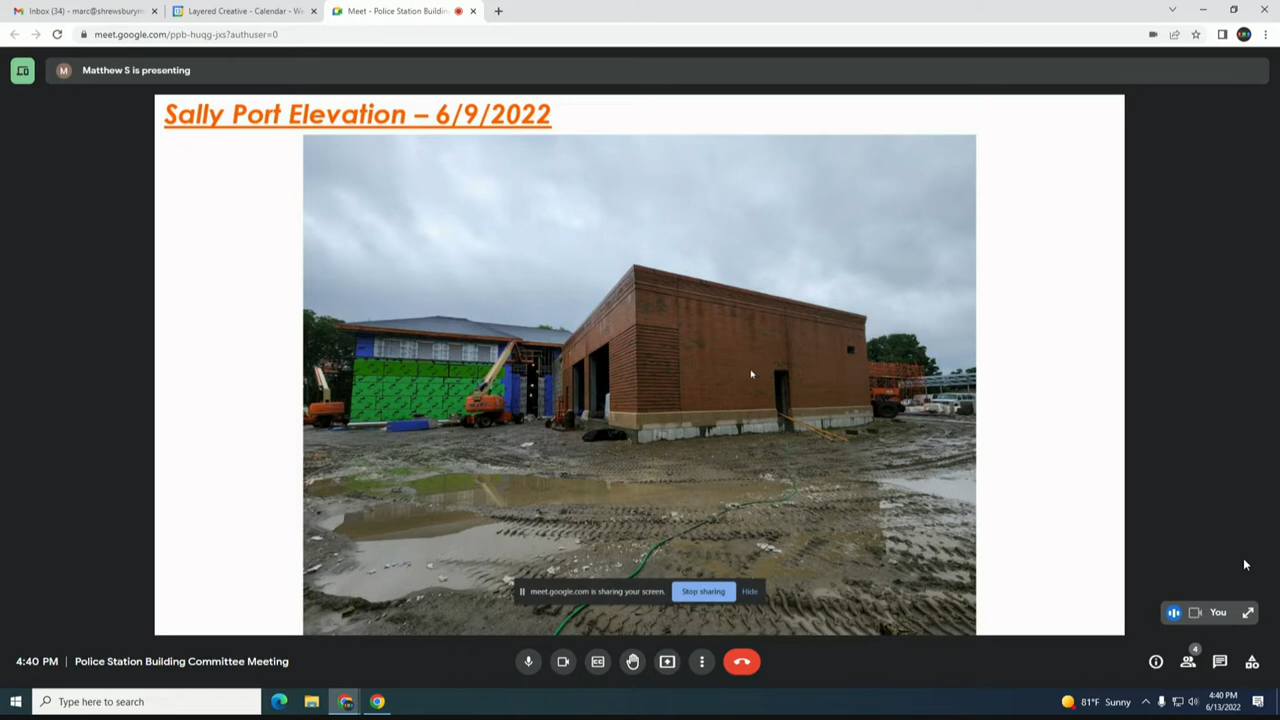 Inbox (34) - marc@shrewsburym
Layered Creative - Calendar - We
Meet - Police Station Buildin
meet.google.com/ppb-huqg-jxs?authuser=0
M
Matthew S is presenting
Sally Port Elevation – 6/9/2022
meet.google.com is sharing your screen.
Stop sharing
Hide
You
4:40 PM | Police Station Building Committee Meeting
4
Type here to search
81°F Sunny
4:40 PM
6/13/2022